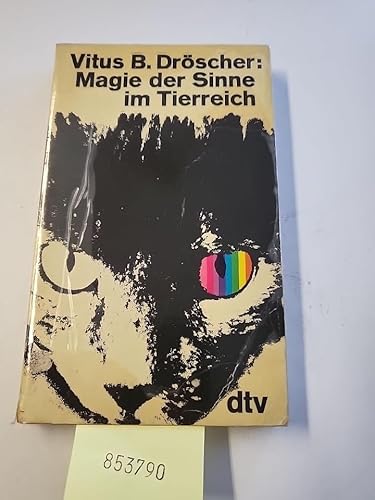 Vitus B. Dröscher:
Magie der Sinne
im Tierreich
dtv
853790